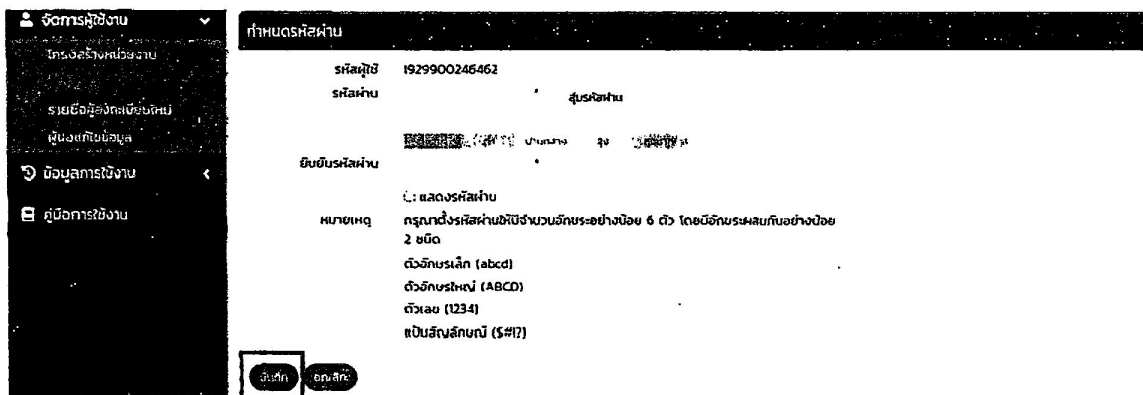 จัดการผู้ใช้งาน
โครงสร้างหน่วยงาน
รายชื่อผู้ลงทะเบียนใหม่
ผู้ขอแก้ไขข้อมูล
ข้อมูลการใช้งาน
คู่มือการใช้งาน
กำหนดรหัสผ่าน
รหัสผู้ใช้ 1929900246462
รหัสผ่าน * สุ่มรหัสผ่าน
ปานกลาง สูง
ยืนยันรหัสผ่าน *
แสดงรหัสผ่าน
หมายเหตุ กรุณาตั้งรหัสผ่านให้มีจำนวนอักขระอย่างน้อย 6 ตัว โดยมีอักขระผสมกันอย่างน้อย
2 ชนิด
ตัวอักษรเล็ก (abcd)
ตัวอักษรใหญ่ (ABCD)
ตัวเลข (1234)
แป้นสัญลักษณ์ ($#!?)
บันทึก ยกเลิก